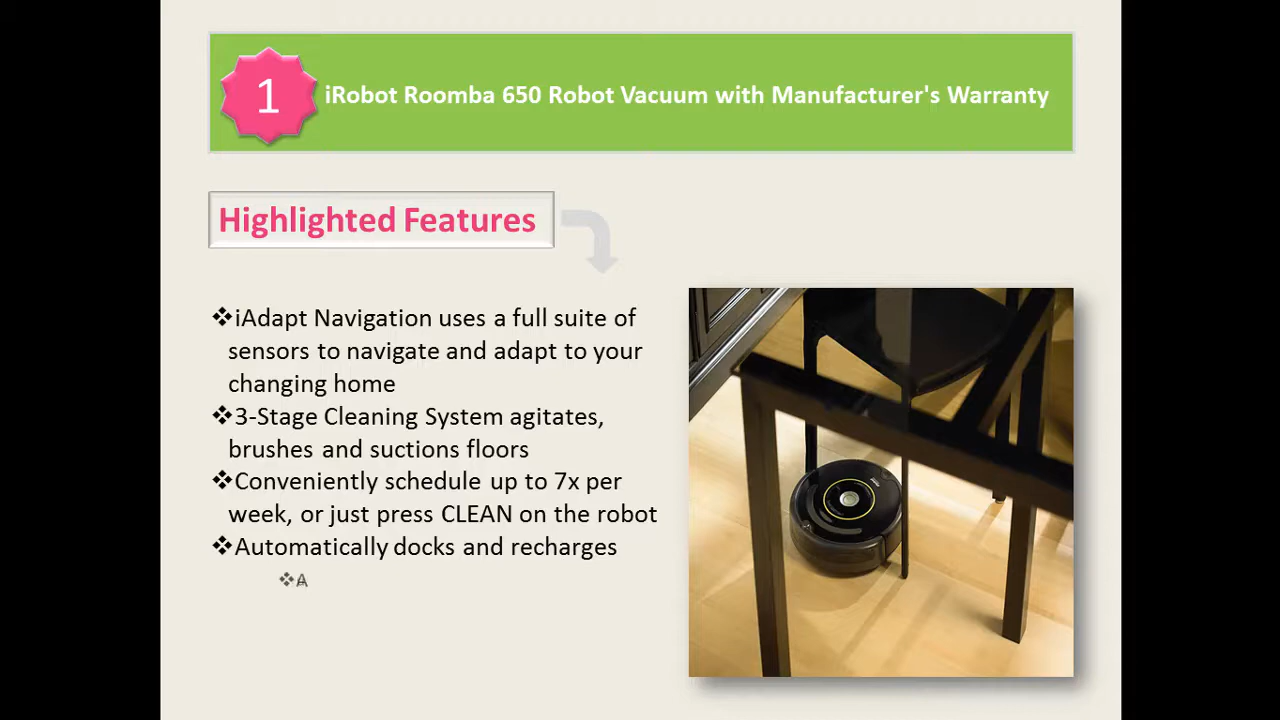 1
iRobot Roomba 650 Robot Vacuum with Manufacturer's Warranty
Highlighted Features
❖iAdapt Navigation uses a full suite of
sensors to navigate and adapt to your
changing home
❖3-Stage Cleaning System agitates,
brushes and suctions floors
❖Conveniently schedule up to 7x per
week, or just press CLEAN on the robot
❖Automatically docks and recharges
❖A